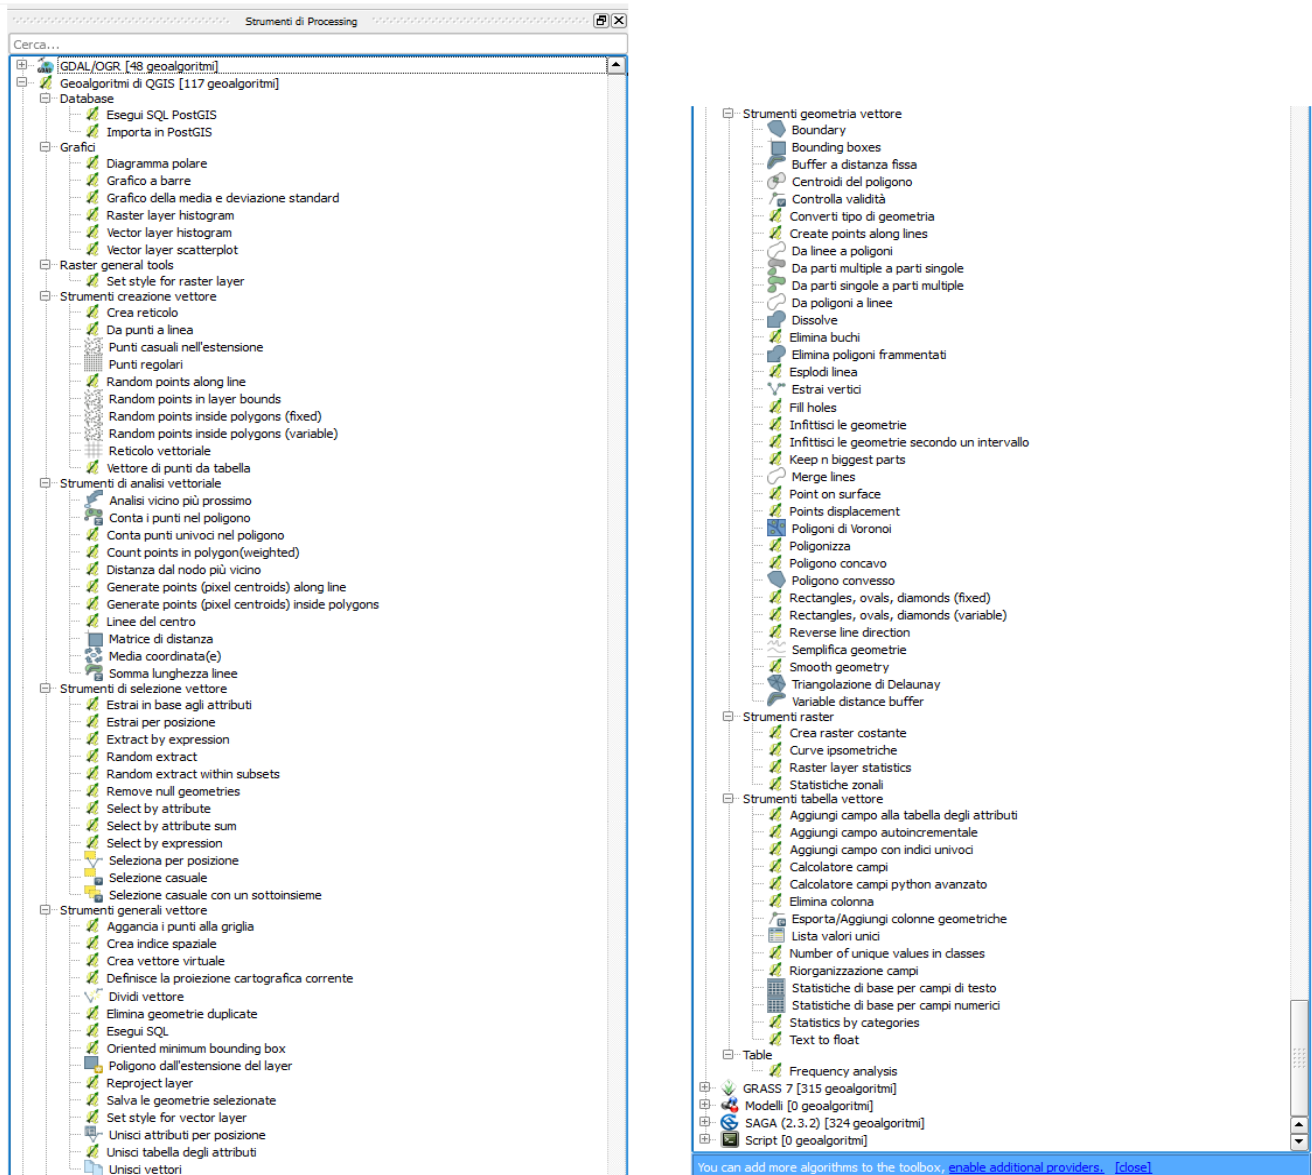 Strumenti di Processing
Cerca...
GDAL/OGR [48 geoalgoritmi]
Geoalgoritmi di QGIS [117 geoalgoritmi]
Database
Esegui SQL PostGIS
Importa in PostGIS
Grafici
Diagramma polare
Grafico a barre
Grafico della media e deviazione standard
Raster layer histogram
Vector layer histogram
Vector layer scatterplot
Raster general tools
Set style for raster layer
Strumenti creazione vettore
Crea reticolo
Da punti a linea
Punti casuali nell'estensione
Punti regolari
Random points along line
Random points in layer bounds
Random points inside polygons (fixed)
Random points inside polygons (variable)
Reticolo vettoriale
Vettore di punti da tabella
Strumenti di analisi vettoriale
Analisi vicino più prossimo
Conta i punti nel poligono
Conta punti univoci nel poligono
Count points in polygon(weighted)
Distanza dal nodo più vicino
Generate points (pixel centroids) along line
Generate points (pixel centroids) inside polygons
Linee del centro
Matrice di distanza
Media coordinata(e)
Somma lunghezza linee
Strumenti di selezione vettore
Estrai in base agli attributi
Estrai per posizione
Extract by expression
Random extract
Random extract within subsets
Remove null geometries
Select by attribute
Select by attribute sum
Select by expression
Seleziona per posizione
Selezione casuale
Selezione casuale con un sottoinsieme
Strumenti generali vettore
Aggancia i punti alla griglia
Crea indice spaziale
Crea vettore virtuale
Definisce la proiezione cartografica corrente
Dividi vettore
Elimina geometrie duplicate
Esegui SQL
Oriented minimum bounding box
Poligono dall'estensione del layer
Reproject layer
Salva le geometrie selezionate
Set style for vector layer
Unisci attributi per posizione
Unisci tabella degli attributi
Unisci vettori
Strumenti geometria vettore
Boundary
Bounding boxes
Buffer a distanza fissa
Centroidi del poligono
Controlla validità
Converti tipo di geometria
Create points along lines
Da linee a poligoni
Da parti multiple a parti singole
Da parti singole a parti multiple
Da poligoni a linee
Dissolve
Elimina buchi
Elimina poligoni frammentati
Esplodi linea
Estrai vertici
Fill holes
Infittisci le geometrie
Infittisci le geometrie secondo un intervallo
Keep n biggest parts
Merge lines
Point on surface
Points displacement
Poligoni di Voronoi
Poligonizza
Poligono concavo
Poligono convesso
Rectangles, ovals, diamonds (fixed)
Rectangles, ovals, diamonds (variable)
Reverse line direction
Semplifica geometrie
Smooth geometry
Triangolazione di Delaunay
Variable distance buffer
Strumenti raster
Crea raster costante
Curve ipsometriche
Raster layer statistics
Statistiche zonali
Strumenti tabella vettore
Aggiungi campo alla tabella degli attributi
Aggiungi campo autoincrementale
Aggiungi campo con indici univoci
Calcolatore campi
Calcolatore campi python avanzato
Elimina colonna
Esporta/Aggiungi colonne geometriche
Lista valori unici
Number of unique values in classes
Riorganizzazione campi
Statistiche di base per campi di testo
Statistiche di base per campi numerici
Statistics by categories
Text to float
Table
Frequency analysis
GRASS 7 [315 geoalgoritmi]
Modelli [0 geoalgoritmi]
SAGA (2.3.2) [324 geoalgoritmi]
Script [0 geoalgoritmi]
You can add more algorithms to the toolbox, enable additional providers. [close]